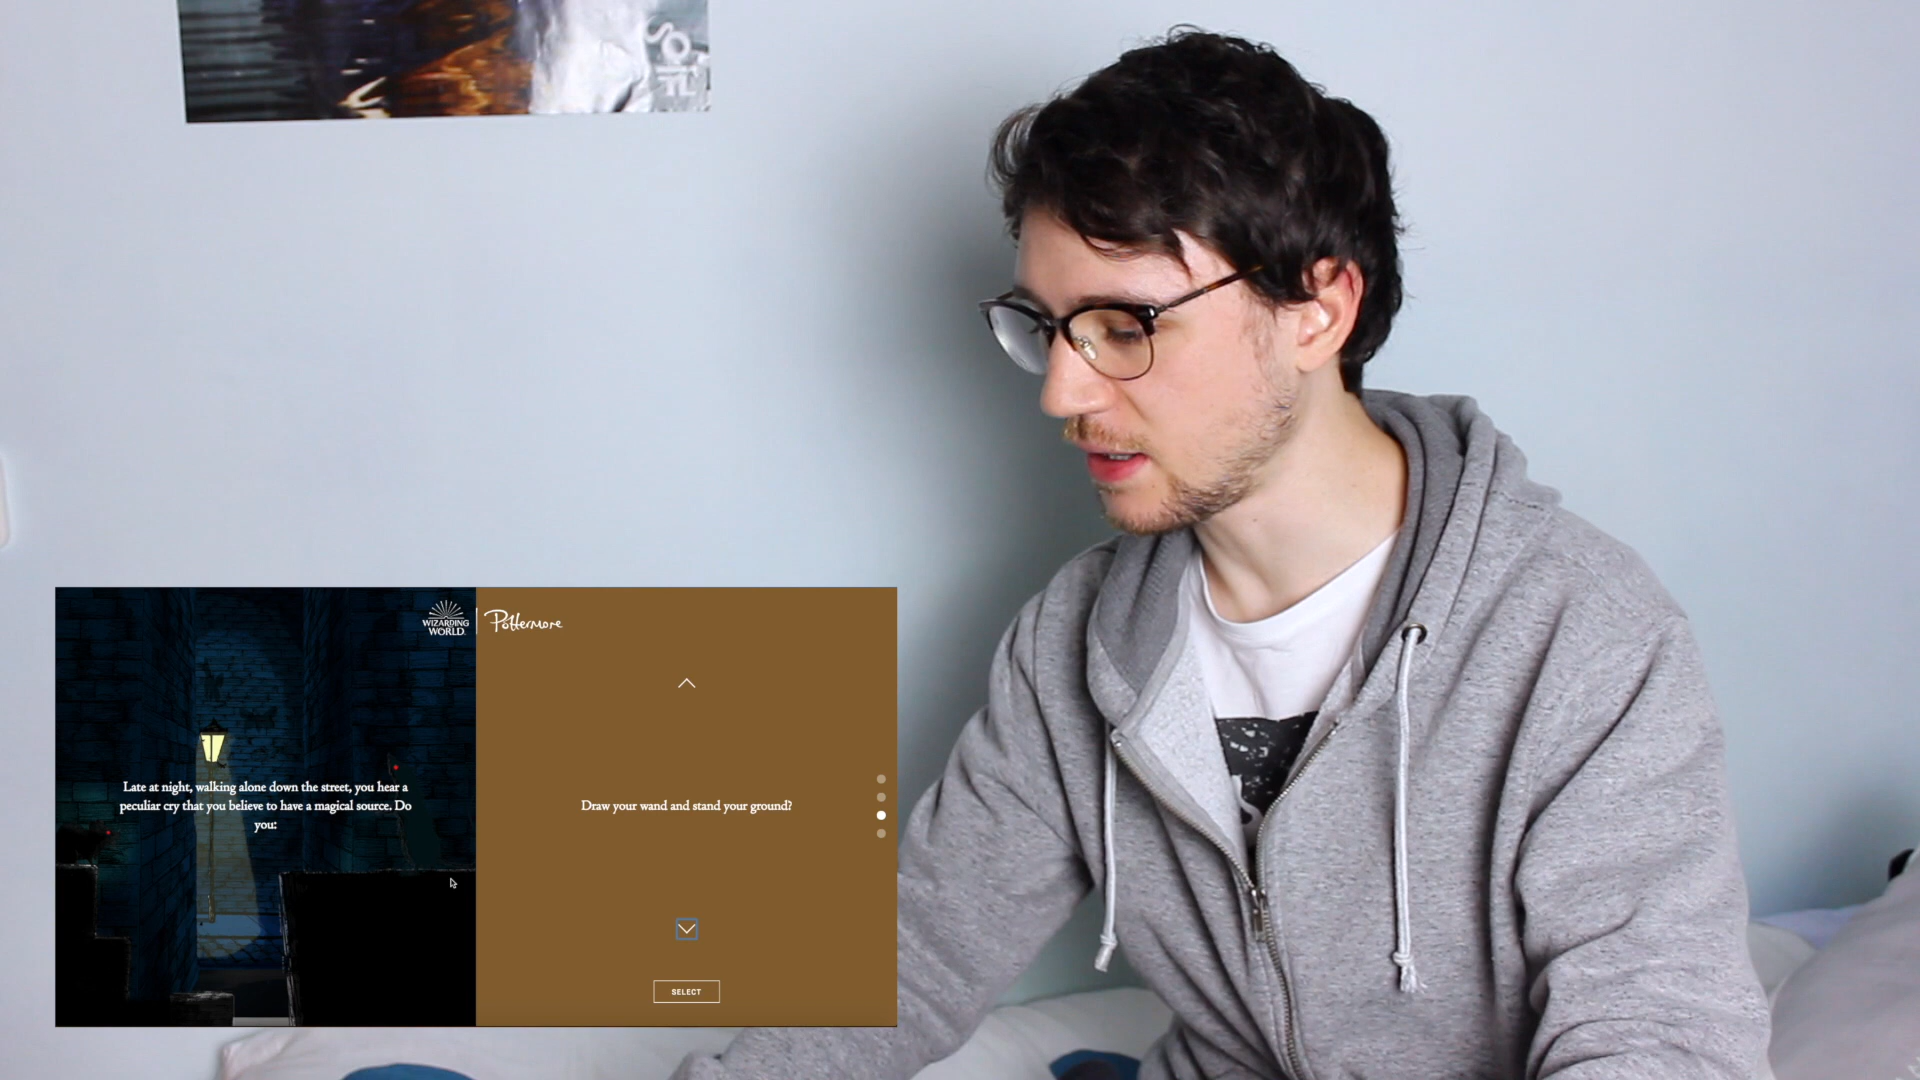 WIZARDING
WORLD
Pottermore
Late at night, walking alone down the street, you hear a
peculiar cry that you believe to have a magical source. Do
you:
Draw your wand and stand your ground?
SELECT